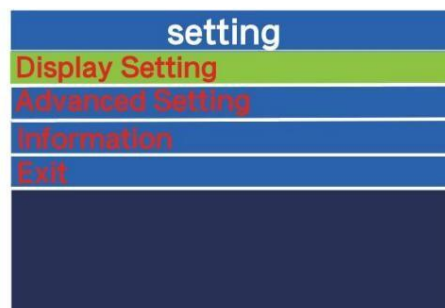 setting
Display Setting
Advanced Setting
Information
Exit